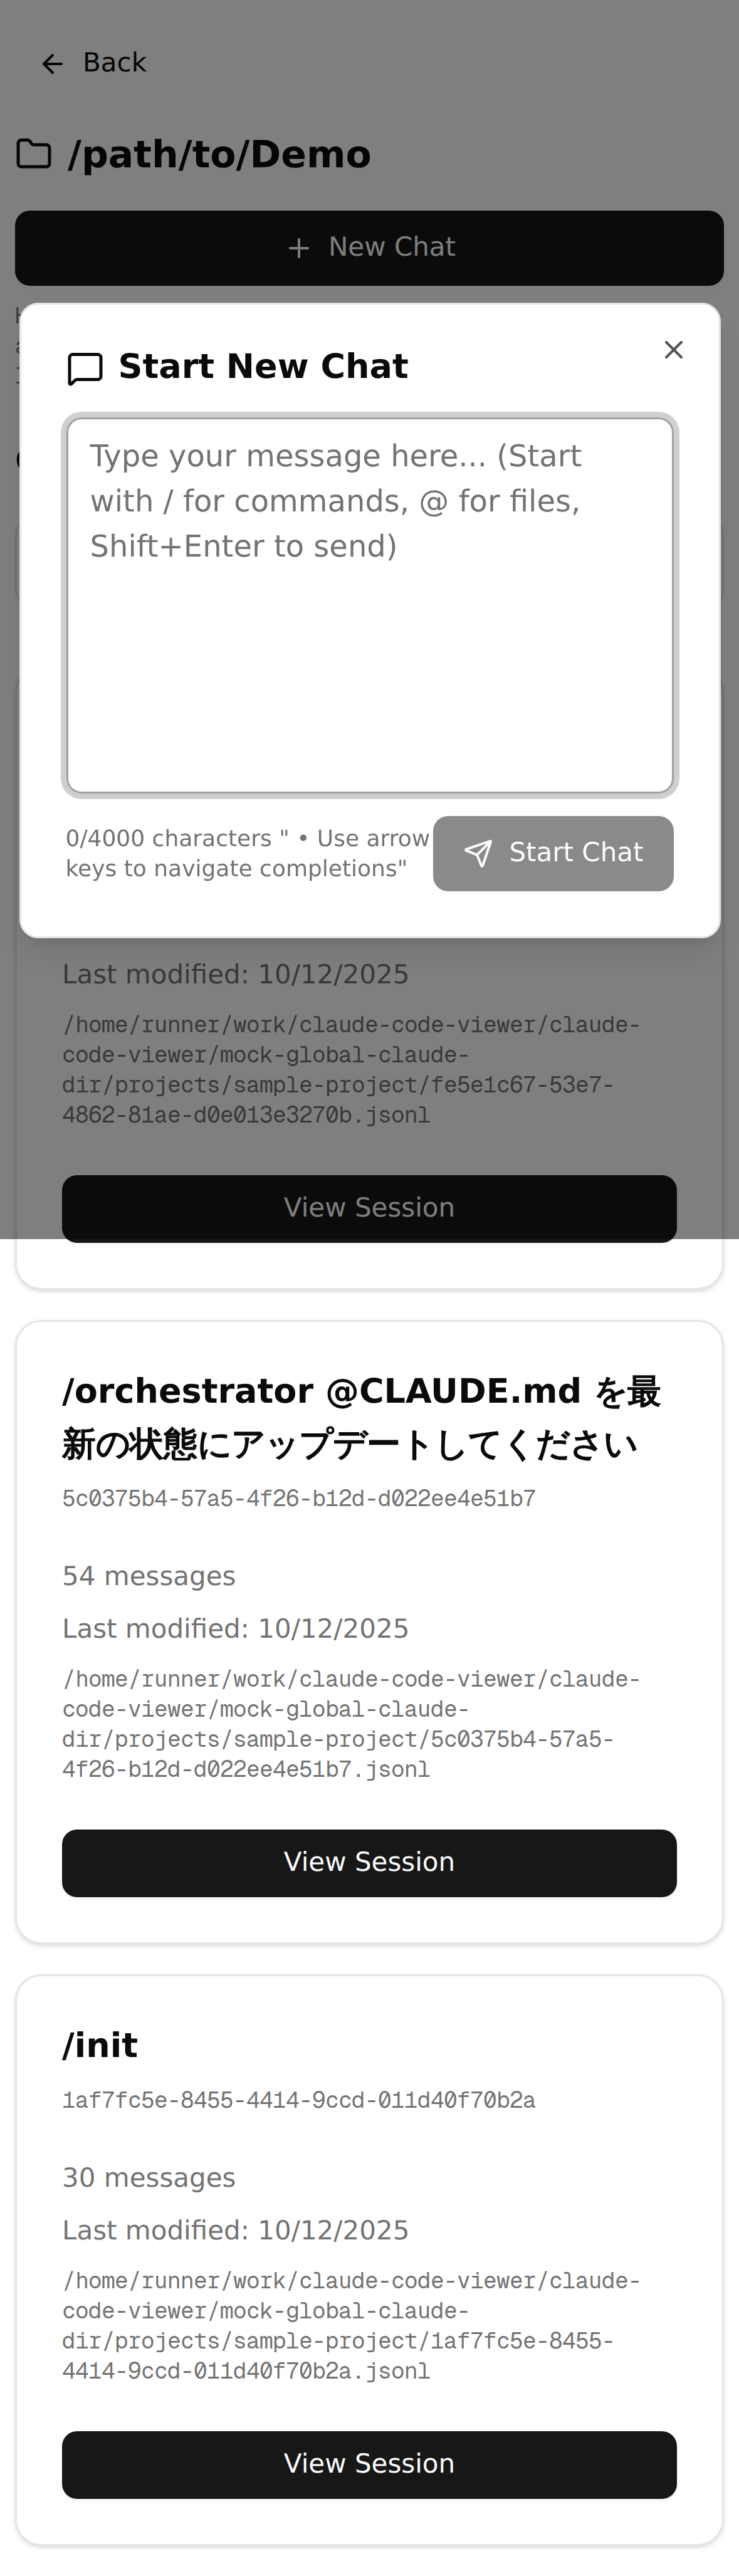 Back
/path/to/Demo
New Chat
Start New Chat
Type your message here... (Start
with / for commands, @ for files,
Shift+Enter to send)
0/4000 characters " • Use arrow
keys to navigate completions"
Start Chat
Last modified: 10/12/2025
/home/runner/work/claude-code-viewer/claude-
code-viewer/mock-global-claude-
dir/projects/sample-project/fe5e1c67-53e7-
4862-81ae-d0e013e3270b.jsonl
View Session
/orchestrator @CLAUDE.md を最
新の状態にアップデートしてください
5c0375b4-57a5-4f26-b12d-d022ee4e51b7
54 messages
Last modified: 10/12/2025
/home/runner/work/claude-code-viewer/claude-
code-viewer/mock-global-claude-
dir/projects/sample-project/5c0375b4-57a5-
4f26-b12d-d022ee4e51b7.jsonl
View Session
/init
1af7fc5e-8455-4414-9ccd-011d40f70b2a
30 messages
Last modified: 10/12/2025
/home/runner/work/claude-code-viewer/claude-
code-viewer/mock-global-claude-
dir/projects/sample-project/1af7fc5e-8455-
4414-9ccd-011d40f70b2a.jsonl
View Session